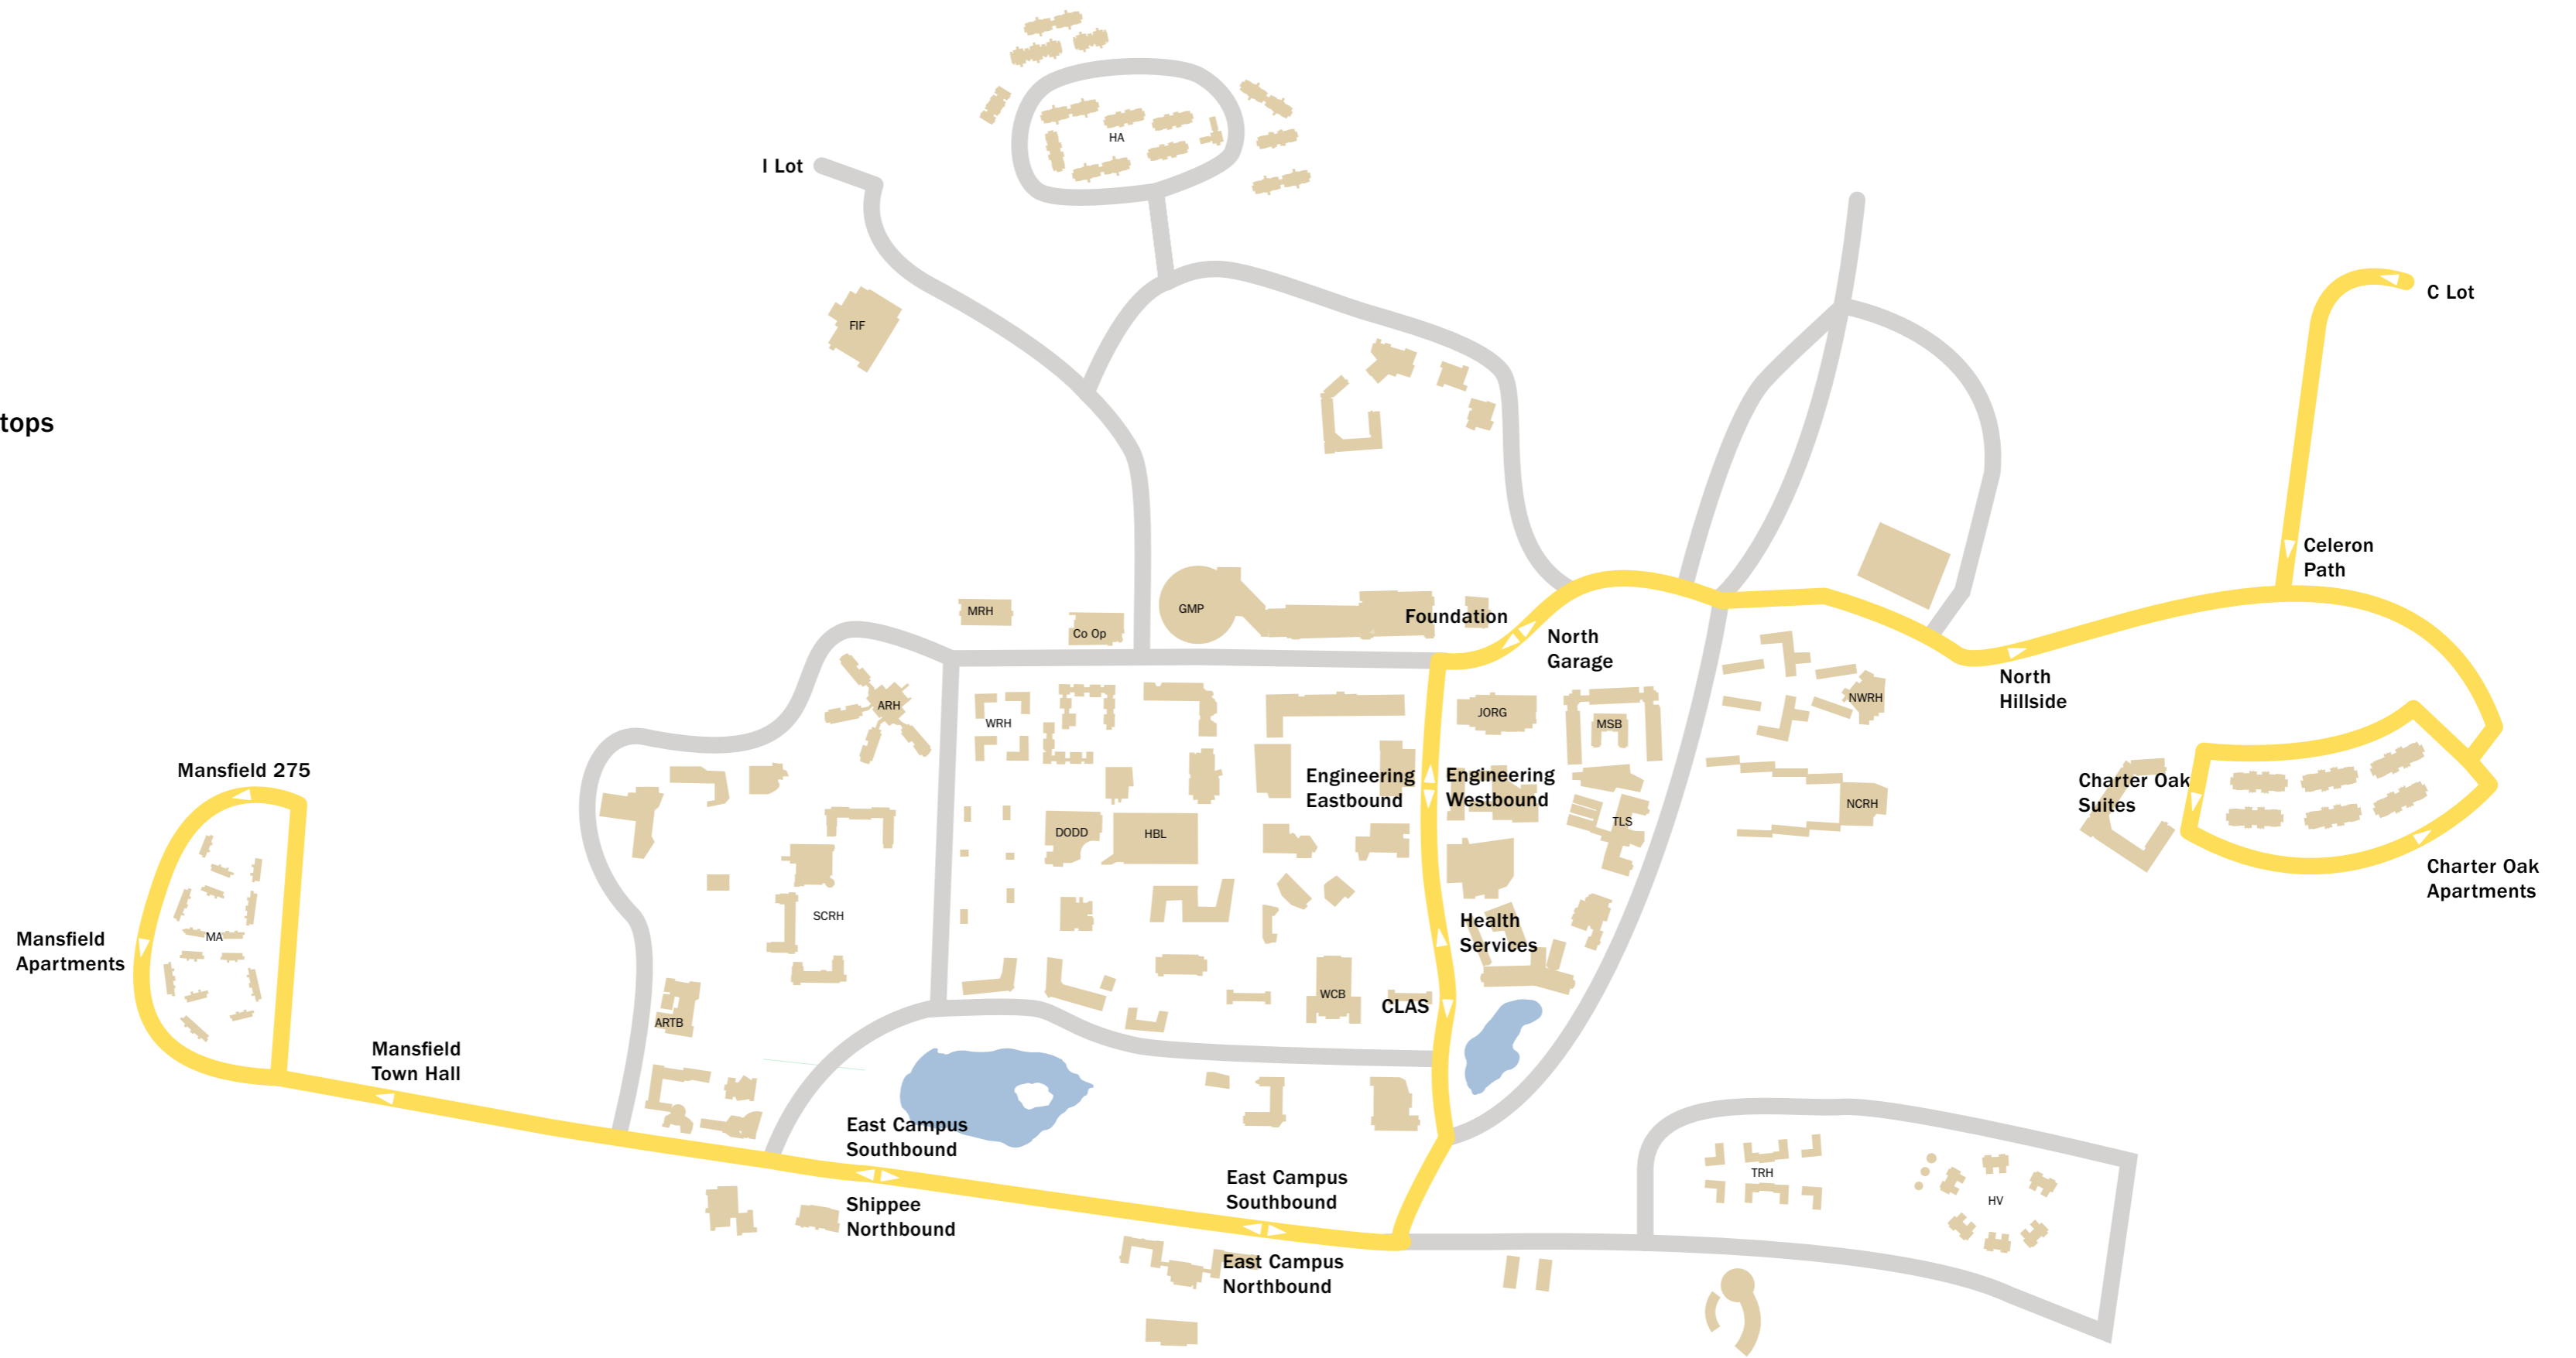 HA
I Lot
C Lot
FIF
tops
Celeron
Path
MRH
Co Op
GMP
Foundation
North
Garage
North
Hillside
ARH
WRH
JORG
MSB
NWRH
Mansfield 275
Engineering
Eastbound
Engineering
Westbound
Charter Oak
Suites
NCRH
DODD
HBL
TLS
Charter Oak
Apartments
SCRH
Health
Services
MA
Mansfield
Apartments
WCB
CLAS
ARTB
Mansfield
Town Hall
East Campus
Southbound
Shippee
Northbound
East Campus
Southbound
East Campus
Northbound
TRH
HV